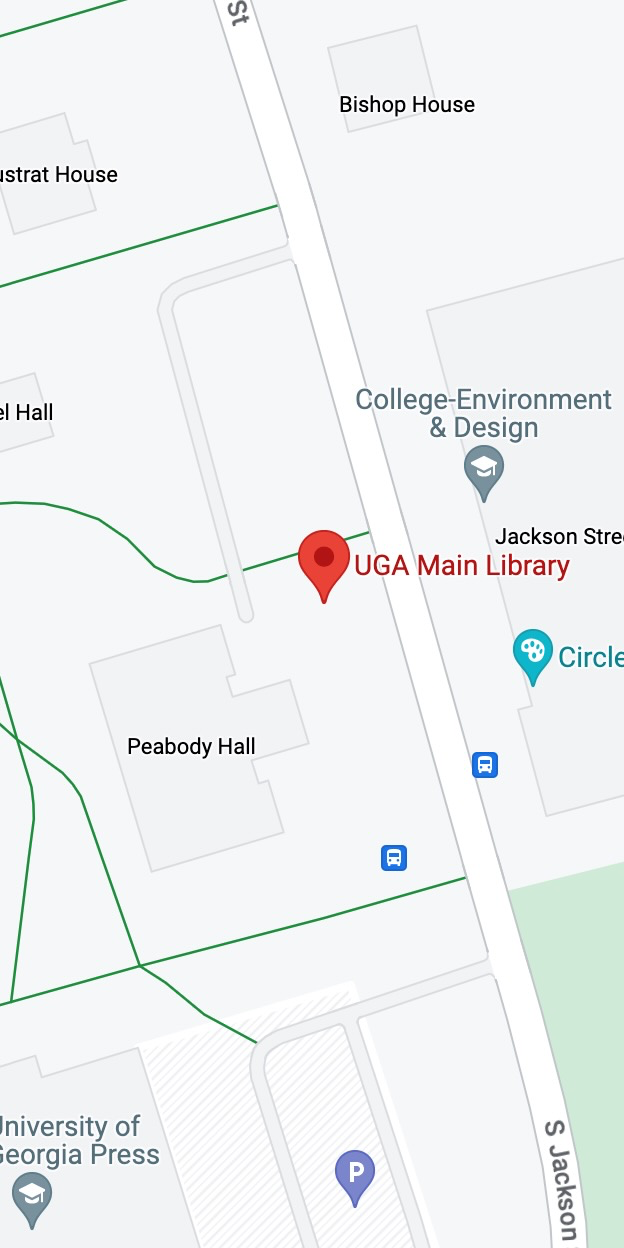 St
Bishop House
ustrat House
College-Environment
& Design
el Hall
Jackson Stre
UGA Main Library
Circle
Peabody Hall
University of
Georgia Press
P
S Jackson